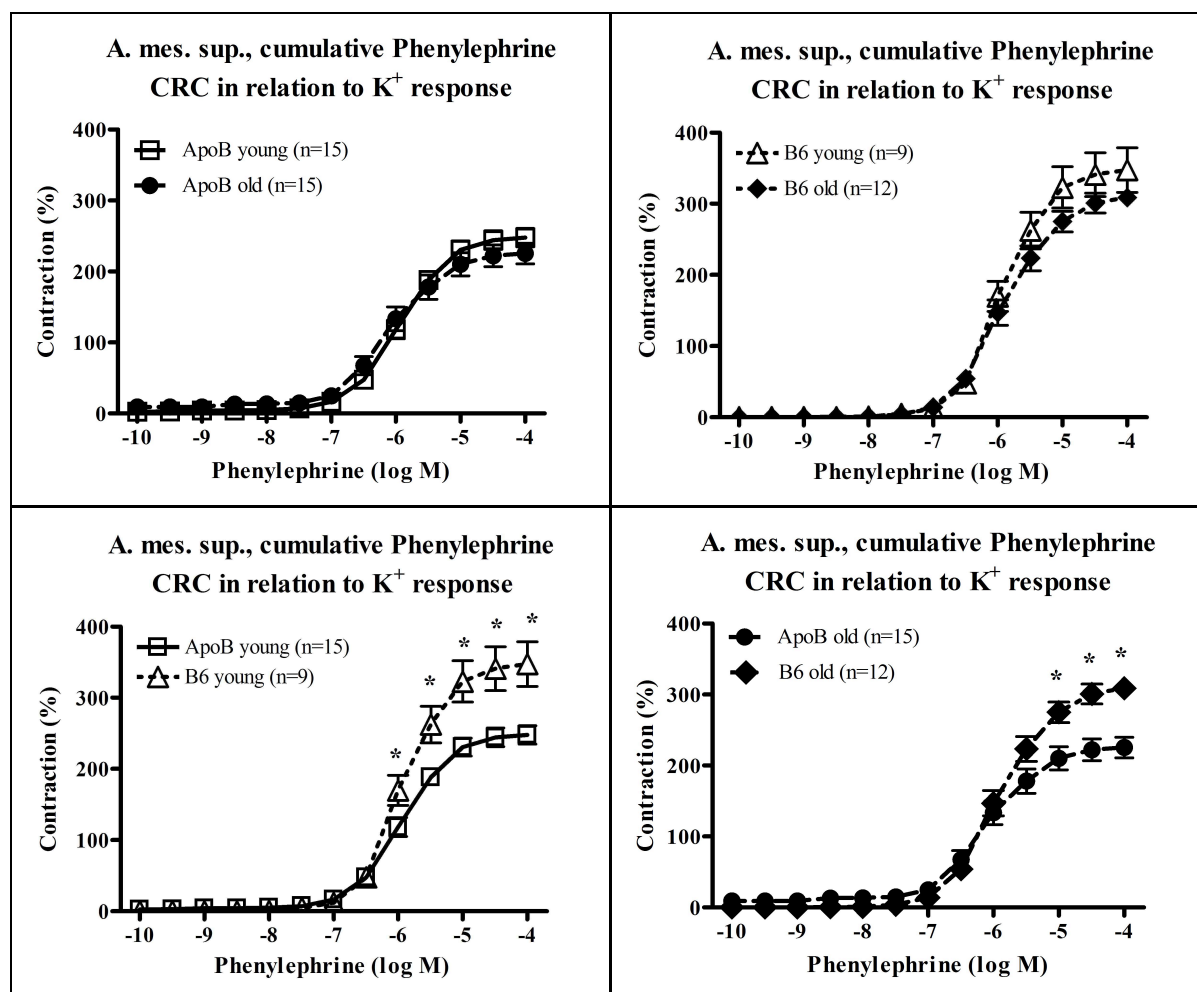 A. mes. sup., cumulative Phenylephrine
CRC in relation to K+ response
400
300
200
100
0
Contraction (%)
ApoB young (n=15)
ApoB old (n=15)
-10 -9 -8 -7 -6 -5 -4
Phenylephrine (log M)
A. mes. sup., cumulative Phenylephrine
CRC in relation to K+ response
400
300
200
100
0
Contraction (%)
B6 young (n=9)
B6 old (n=12)
-10 -9 -8 -7 -6 -5 -4
Phenylephrine (log M)
A. mes. sup., cumulative Phenylephrine
CRC in relation to K+ response
400
300
200
100
0
Contraction (%)
ApoB young (n=15)
B6 young (n=9)
* * * * *
-10 -9 -8 -7 -6 -5 -4
Phenylephrine (log M)
A. mes. sup., cumulative Phenylephrine
CRC in relation to K+ response
400
300
200
100
0
Contraction (%)
ApoB old (n=15)
B6 old (n=12)
* * *
-10 -9 -8 -7 -6 -5 -4
Phenylephrine (log M)